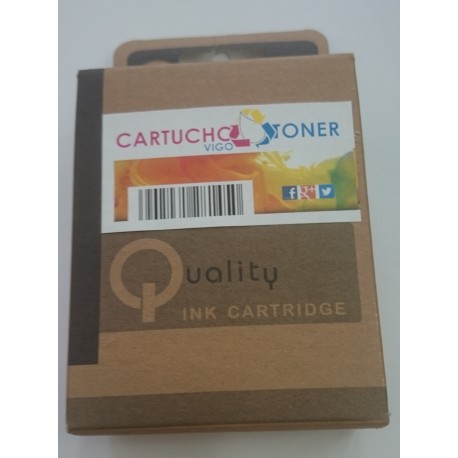 CARTUCHO TONER
VIGO
f g+
Quality
INK CARTRIDGE